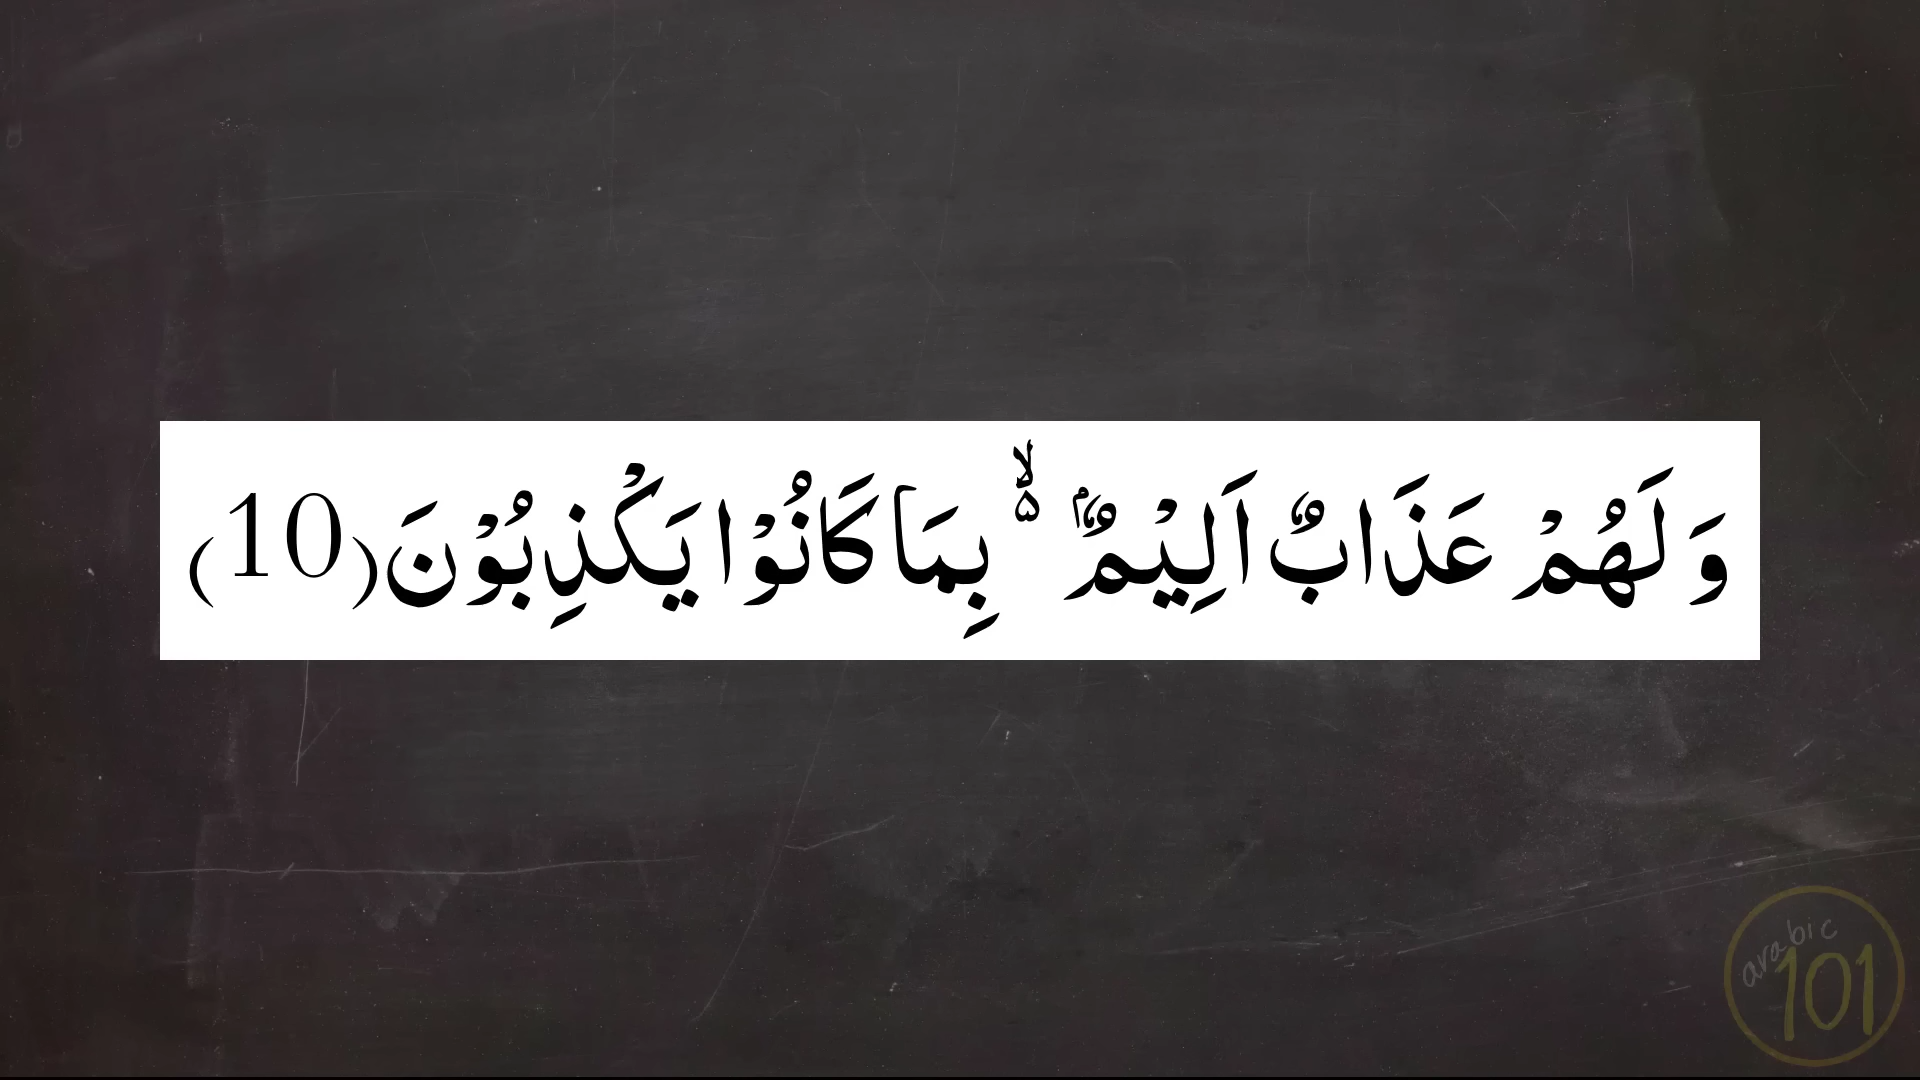 وَ لَهُمْ عَذَابٌ اَلِیْمٌۢ ۙ۬ بِمَا كَانُوْا یَكْذِبُوْنَ(10)
arabic
101